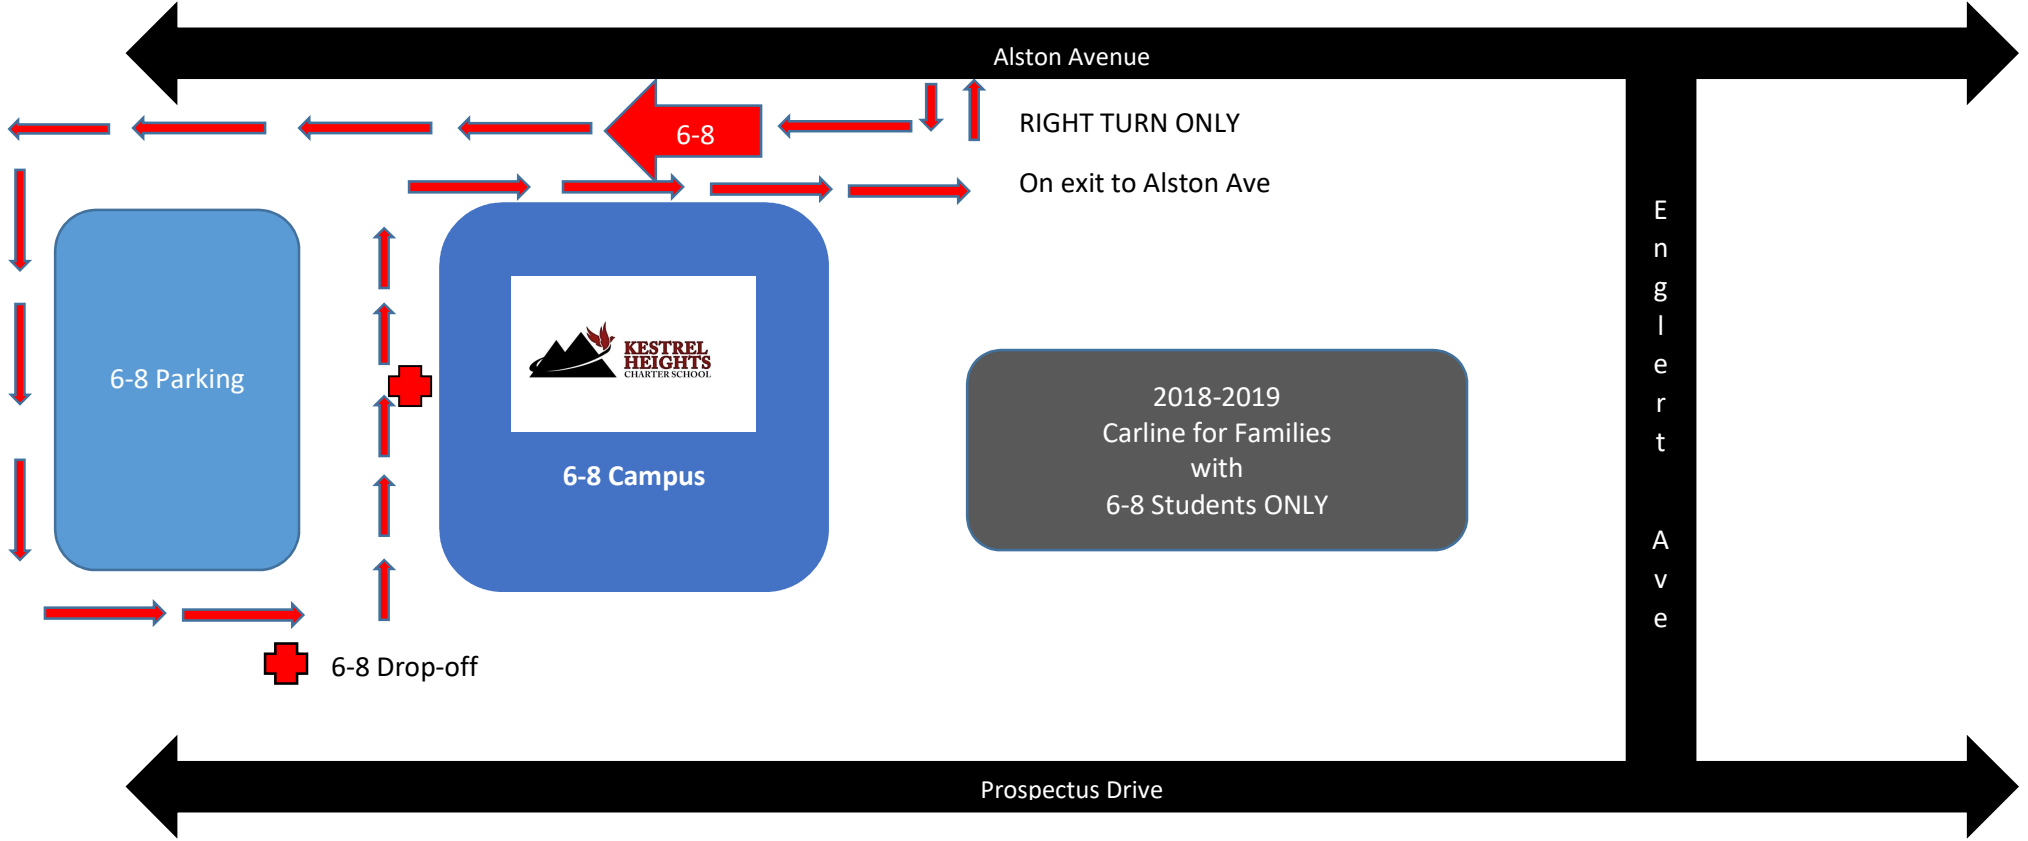 Alston Avenue
6-8
RIGHT TURN ONLY
On exit to Alston Ave
6-8 Parking
KESTREL
HEIGHTS
CHARTER SCHOOL
6-8 Campus
2018-2019
Carline for Families
with
6-8 Students ONLY
Englert Ave
6-8 Drop-off
Prospectus Drive